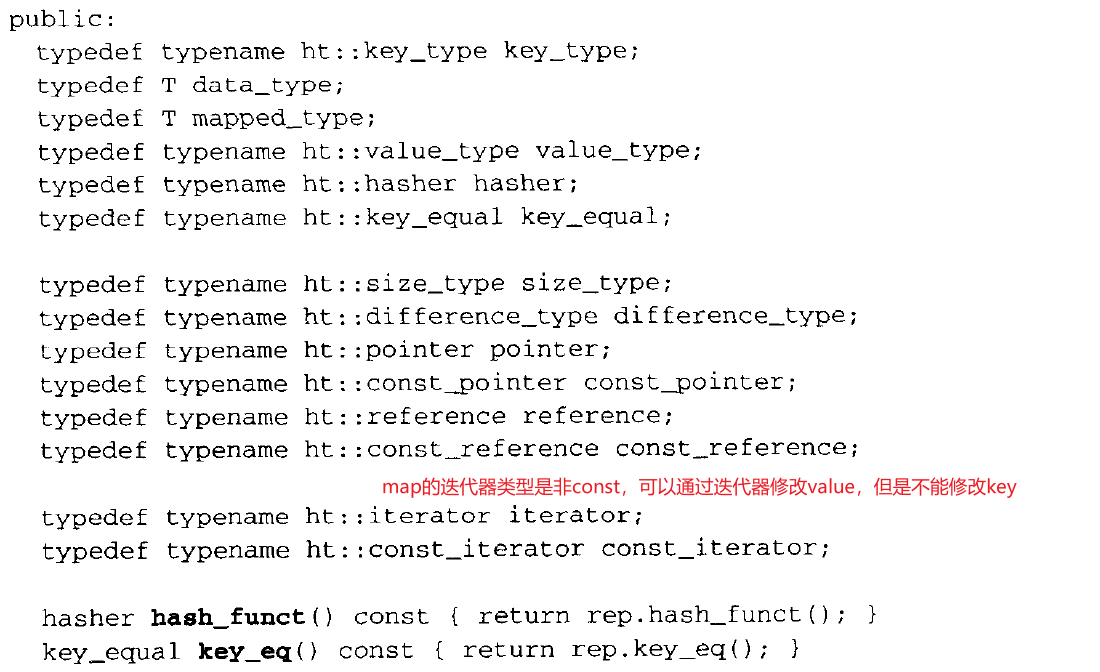 public:
typedef typename ht::key_type key_type;
typedef T data_type;
typedef T mapped_type;
typedef typename ht::value_type value_type;
typedef typename ht::hasher hasher;
typedef typename ht::key_equal key_equal;
typedef typename ht::size_type size_type;
typedef typename ht::difference_type difference_type;
typedef typename ht::pointer pointer;
typedef typename ht::const_pointer const_pointer;
typedef typename ht::reference reference;
typedef typename ht::const_reference const_reference;
map的迭代器类型是非const，可以通过迭代器修改value，但是不能修改key
typedef typename ht::iterator iterator;
typedef typename ht::const_iterator const_iterator;
hasher hash_funct() const { return rep.hash_funct(); }
key_equal key_eq() const { return rep.key_eq(); }